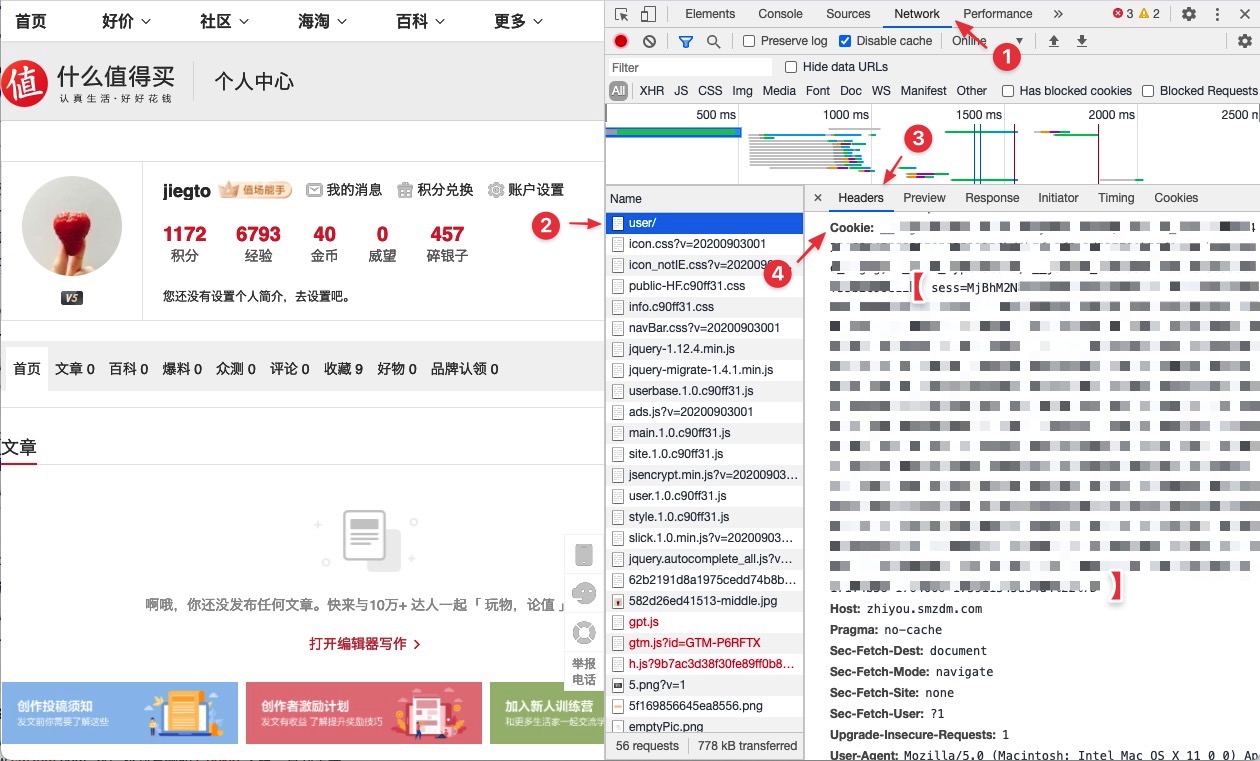 首页 好价 社区 海淘 百科 更多
值 什么值得买 个人中心
认真生活·好好花钱
jiegto 值场能手 我的消息 积分兑换 账户设置
1172 6793 40 0 457
积分 经验 金币 威望 碎银子
V5
您还没有设置个人简介，去设置吧。
首页 文章 0 百科 0 爆料 0 众测 0 评论 0 收藏 9 好物 0 品牌认领 0
文章
啊哦，你还没发布任何文章。快来与10万+ 达人一起「 玩物，论值 」
打开编辑器写作 >
举报
电话
创作投稿须知
发文前你需要了解这些
创作者激励计划
发文有收益 了解提升奖励技巧
加入新人训练营
和更多生活家一起交流学
Elements Console Sources Network Performance » 3 2
1
Preserve log Disable cache Online
Filter Hide data URLs
All XHR JS CSS Img Media Font Doc WS Manifest Other Has blocked cookies Blocked Requests
500 ms 1000 ms 1500 ms 2000 ms 2500 n
3
Name
2
user/
icon.css?v=20200903001
icon_notIE.css?v=202009
public-HF.c90ff31.css
info.c90ff31.css
navBar.css?v=20200903001
jquery-1.12.4.min.js
jquery-migrate-1.4.1.min.js
userbase.1.0.c90ff31.js
ads.js?v=20200903001
main.1.0.c90ff31.js
site.1.0.c90ff31.js
jsencrypt.min.js?v=20200903...
user.1.0.c90ff31.js
style.1.0.c90ff31.js
slick.1.0.min.js?v=20200903...
jquery.autocomplete_all.js?v...
62b2191d8a1975cedd74b8b...
582d26ed41513-middle.jpg
gpt.js
gtm.js?id=GTM-P6RFTX
h.js?9b7ac3d38f30fe89ff0b8...
5.png?v=1
5f169856645ea8556.png
emptyPic.png
56 requests 778 kB transferred
× Headers Preview Response Initiator Timing Cookies
4
Cookie:
【 sess=MjBhM2N
】
Host: zhiyou.smzdm.com
Pragma: no-cache
Sec-Fetch-Dest: document
Sec-Fetch-Mode: navigate
Sec-Fetch-Site: none
Sec-Fetch-User: ?1
Upgrade-Insecure-Requests: 1
User-Agent: Mozilla/5.0 (Macintosh; Intel Mac OS X 11_0_0) Ap